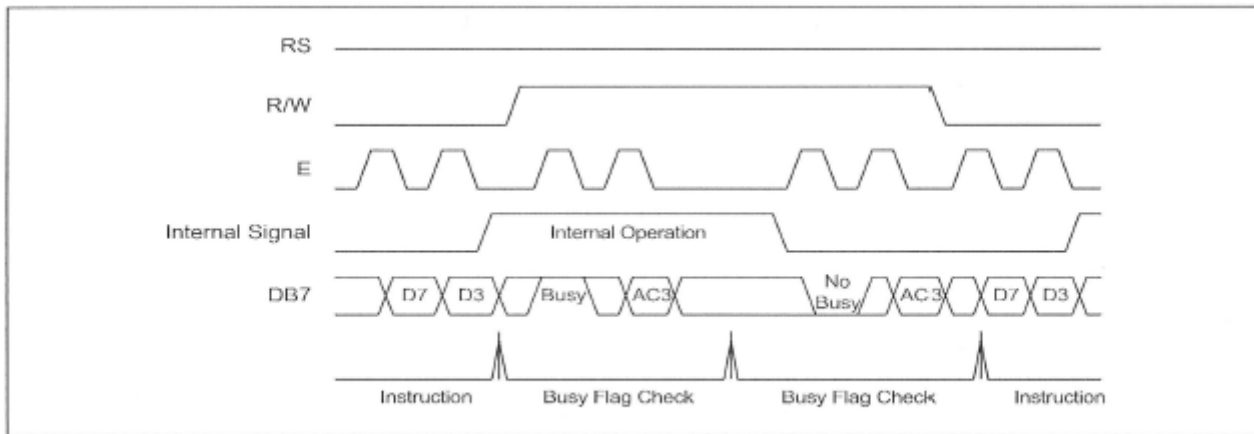 RS
R/W
E
Internal Signal
Internal Operation
DB7
D7
D3
Busy
AC3
No
Busy
AC3
D7
D3
Instruction
Busy Flag Check
Busy Flag Check
Instruction